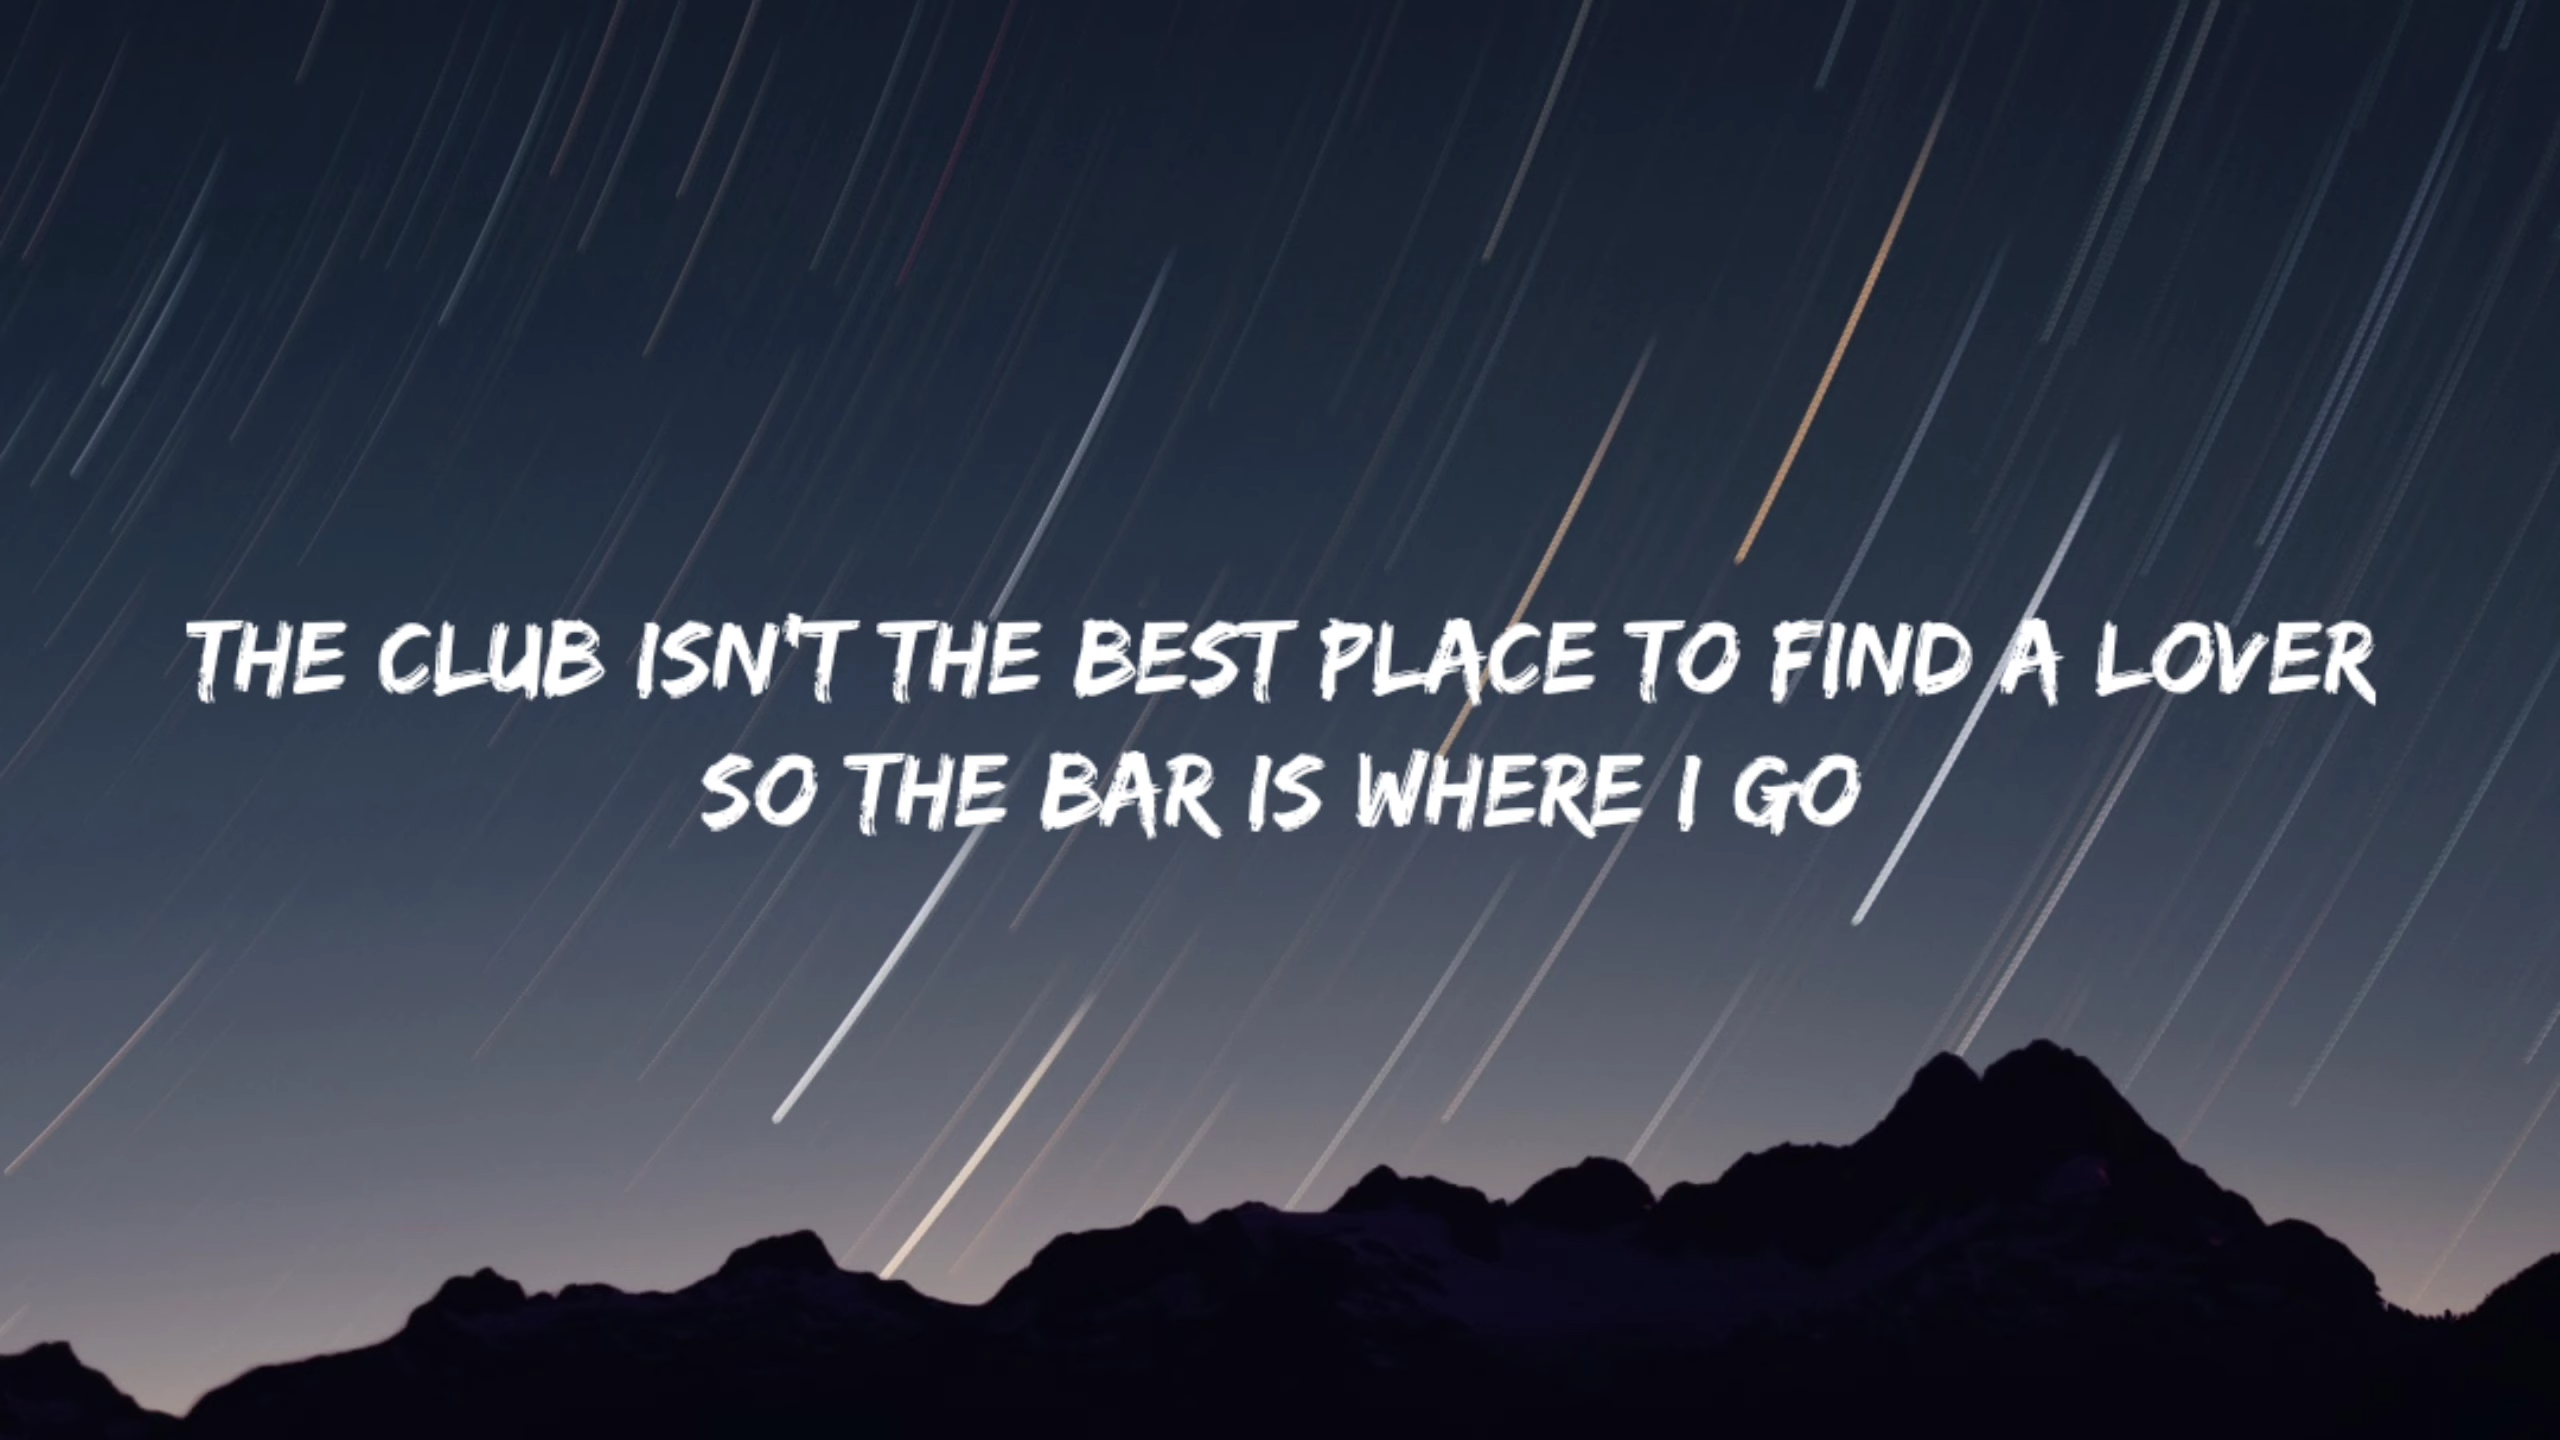 THE CLUB ISN'T THE BEST PLACE TO FIND A LOVER
SO THE BAR IS WHERE I GO